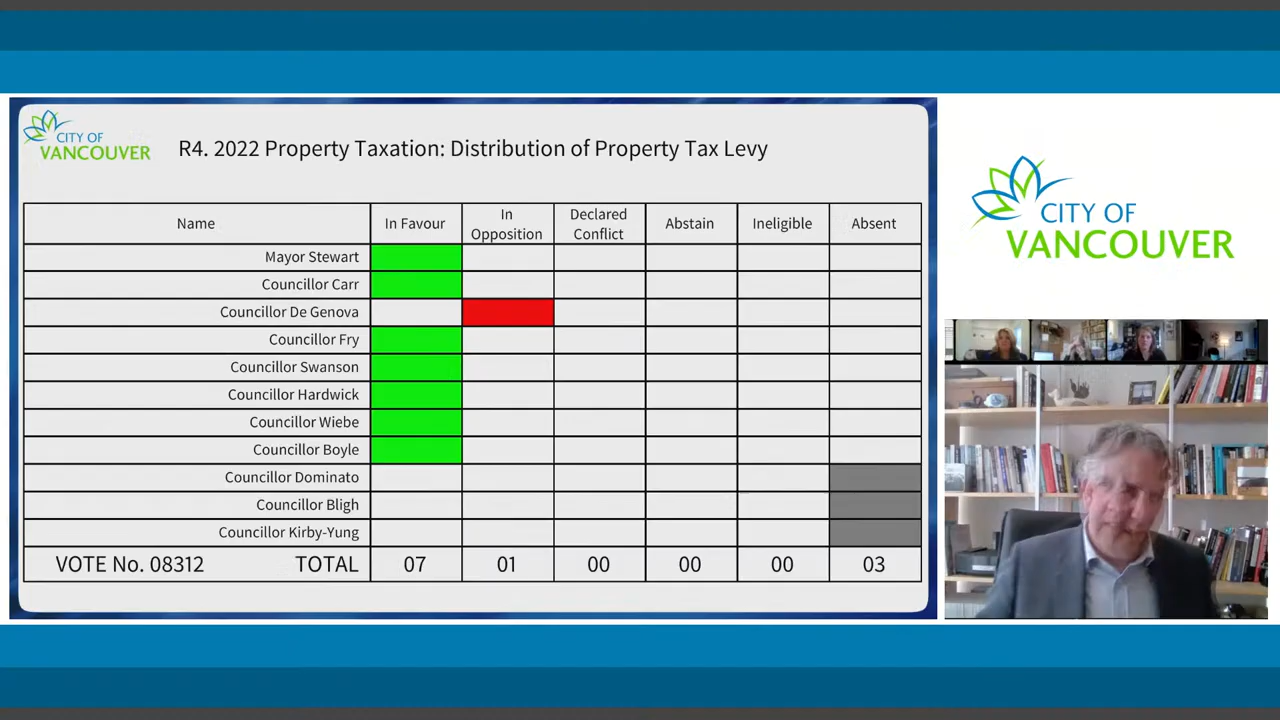 CITY OF
VANCOUVER
R4. 2022 Property Taxation: Distribution of Property Tax Levy
Name In Favour In Opposition Declared Conflict Abstain Ineligible Absent
Mayor Stewart
Councillor Carr
Councillor De Genova
Councillor Fry
Councillor Swanson
Councillor Hardwick
Councillor Wiebe
Councillor Boyle
Councillor Dominato
Councillor Bligh
Councillor Kirby-Yung
VOTE No. 08312 TOTAL 07 01 00 00 00 03
CITY OF
VANCOUVER